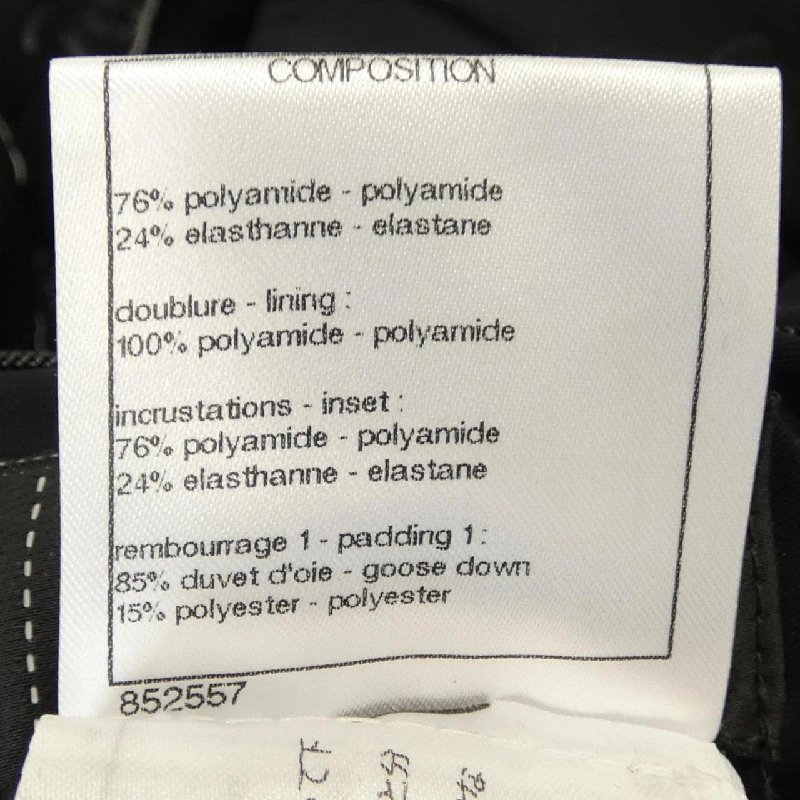 COMPOSITION
76% polyamide - polyamide
24% elasthanne - elastane
doublure - lining :
100% polyamide - polyamide
incrustations - inset :
76% polyamide - polyamide
24% elasthanne - elastane
rembourrage 1 - padding 1 :
85% duvet d'oie - goose down
15% polyester - polyester
852557